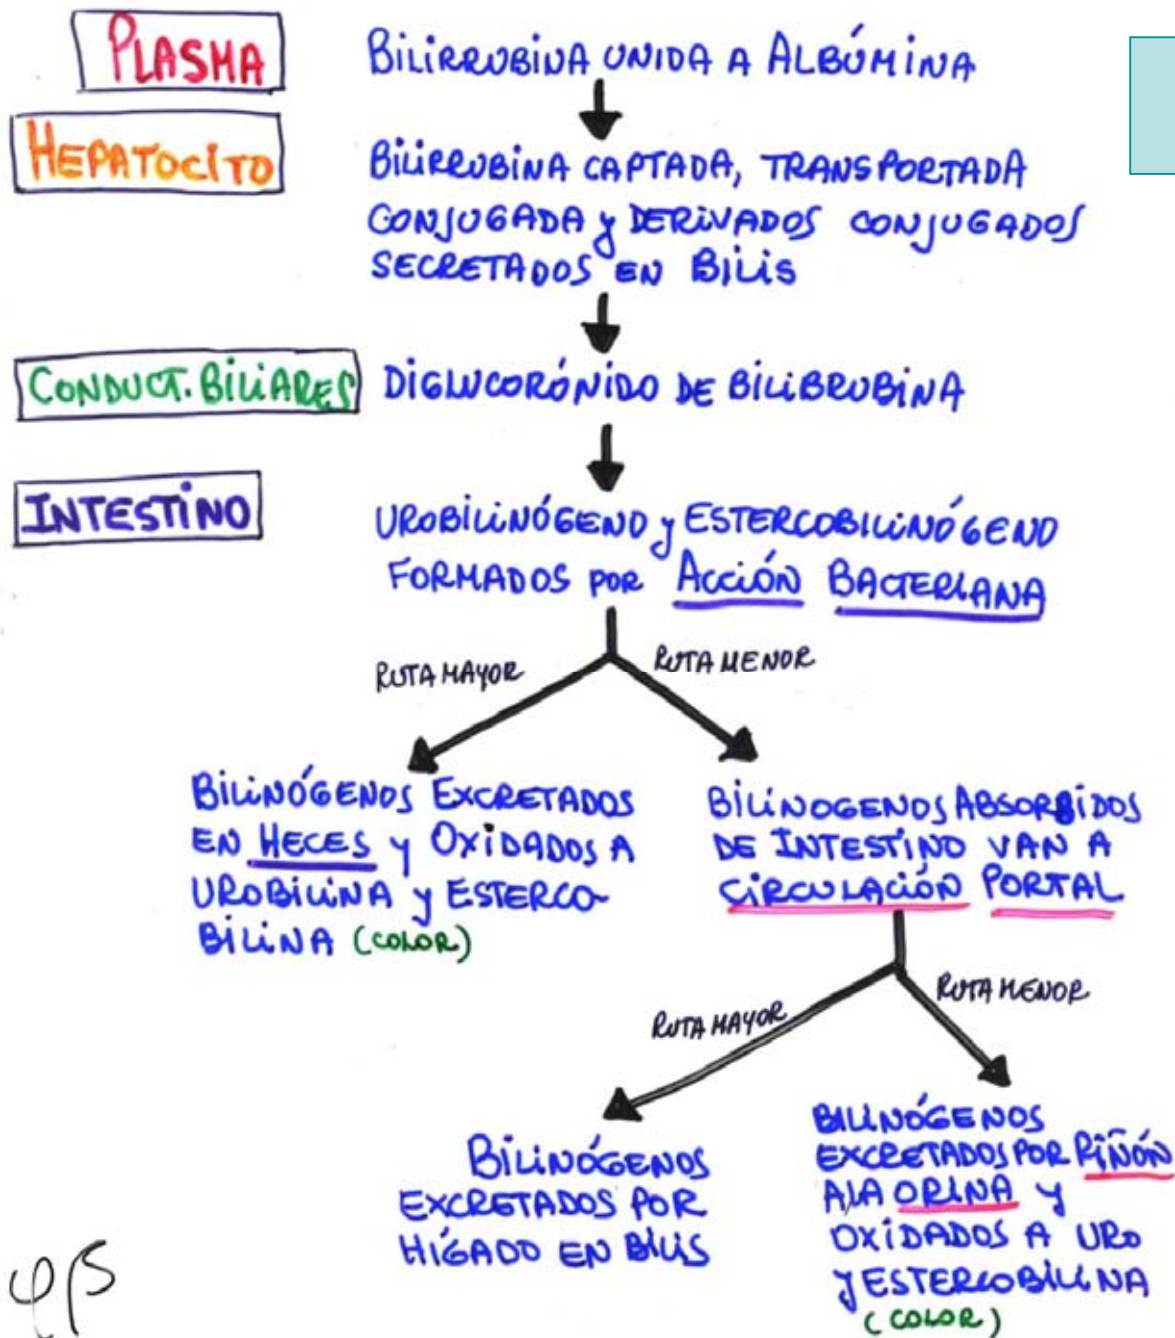 PLASMA
BILIRRUBINA UNIDA A ALBÚMINA
HEPATOCITO
BILIRRUBINA CAPTADA, TRANSPORTADA
CONJUGADA y DERIVADOS CONJUGADOS
SECRETADOS EN BILIS
CONDUCT. BILIARES
DIGLUCORÓNIDO DE BILIBRUBINA
INTESTINO
UROBILINÓGENO y ESTERCOBILINÓGENO
FORMADOS POR ACCIÓN BACTERIANA
RUTA MAYOR
RUTA MENOR
BILINÓGENOS EXCRETADOS
EN HECES y OXIDADOS A
UROBILINA y ESTERCO-
BILINA (COLOR)
BILINOGENOS ABSORBIDOS
DE INTESTINO VAN A
CIRCULACIÓN PORTAL
RUTA MAYOR
RUTA MENOR
BILINÓGENOS
EXCRETADOS POR
HÍGADO EN BILIS
BILINÓGENOS
EXCRETADOS POR RIÑÓN
A LA ORINA y
OXIDADOS A URO
y ESTERCOBILINA
(COLOR)